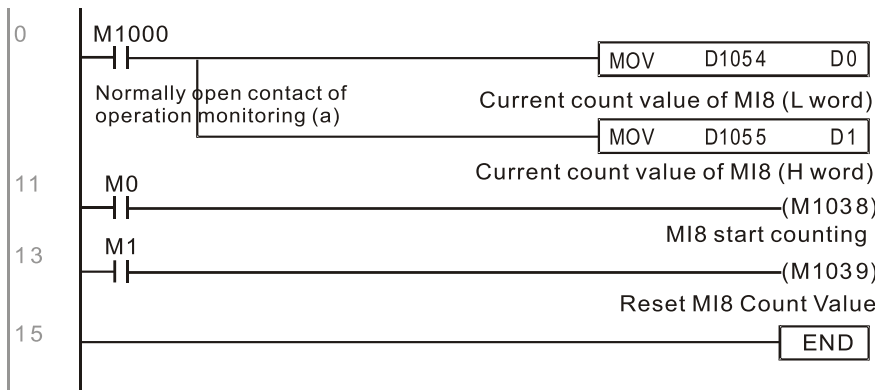 0
M1000
MOV D1054 D0
Normally open contact of
operation monitoring (a)
Current count value of MI8 (L word)
MOV D1055 D1
Current count value of MI8 (H word)
11
M0
(M1038)
MI8 start counting
13
M1
(M1039)
Reset MI8 Count Value
15
END